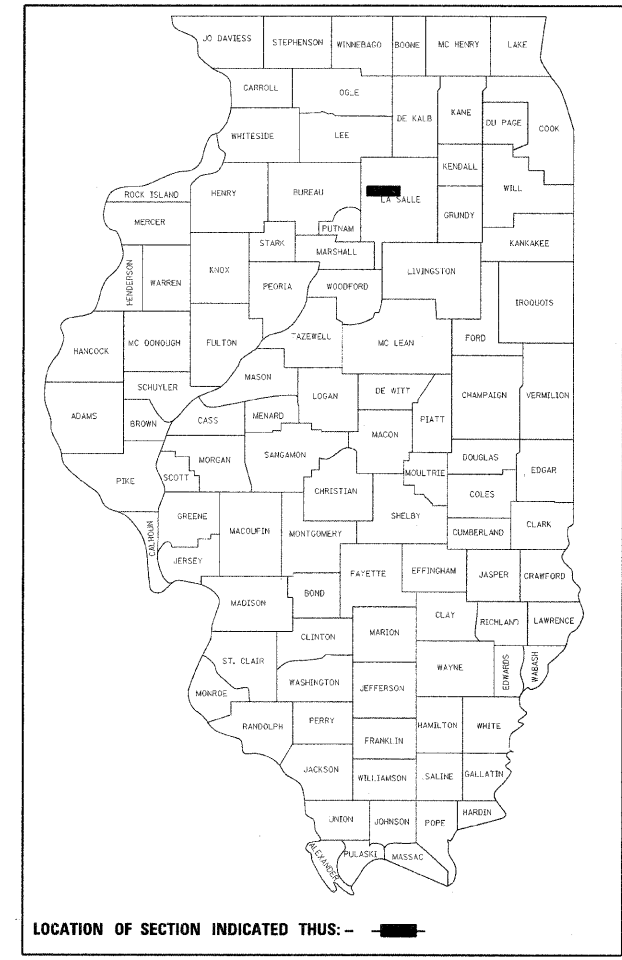 JO DAVIESS STEPHENSON WINNEBAGO BOONE MC HENRY LAKE
CARROLL OGLE
DE KALB KANE DU PAGE COOK
WHITESIDE LEE
KENDALL
ROCK ISLAND HENRY BUREAU LA SALLE GRUNDY WILL
MERCER PUTNAM
STARK MARSHALL KANKAKEE
HENDERSON WARREN KNOX PEORIA WOODFORD LIVINGSTON
IROQUOIS
HANCOCK MC DONOUGH FULTON TAZEWELL MC LEAN FORD
MASON
SCHUYLER DE WITT
ADAMS BROWN CASS MENARD LOGAN PIATT CHAMPAIGN VERMILION
MACON
MORGAN SANGAMON DOUGLAS
PIKE SCOTT MOULTRIE EDGAR
CHRISTIAN COLES
GREENE SHELBY
CALHOUN MACOUPIN MONTGOMERY CUMBERLAND CLARK
JERSEY
FAYETTE EFFINGHAM JASPER CRAWFORD
MADISON BOND
CLAY
CLINTON MARION RICHLAND LAWRENCE
ST. CLAIR
WASHINGTON WAYNE EDWARDS WABASH
MONROE JEFFERSON
RANDOLPH PERRY HAMILTON WHITE
FRANKLIN
JACKSON WILLIAMSON SALINE GALLATIN
UNION JOHNSON POPE HARDIN
ALEXANDER PULASKI MASSAC
LOCATION OF SECTION INDICATED THUS: -